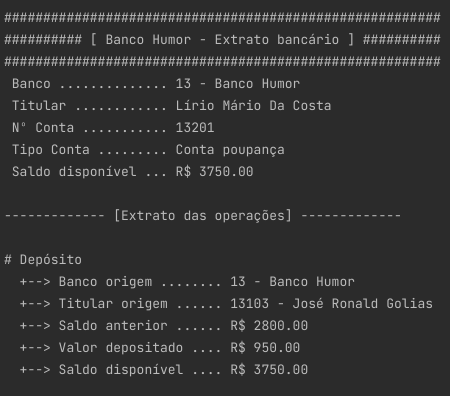 ########################################################
########## [ Banco Humor - Extrato bancário ] ##########
########################################################
Banco .............. 13 - Banco Humor
Titular ............ Lírio Mário Da Costa
N° Conta ........... 13201
Tipo Conta ......... Conta poupança
Saldo disponível ... R$ 3750.00
------------- [Extrato das operações] -------------
# Depósito
+--> Banco origem ........ 13 - Banco Humor
+--> Titular origem ...... 13103 - José Ronald Golias
+--> Saldo anterior ...... R$ 2800.00
+--> Valor depositado .... R$ 950.00
+--> Saldo disponível .... R$ 3750.00